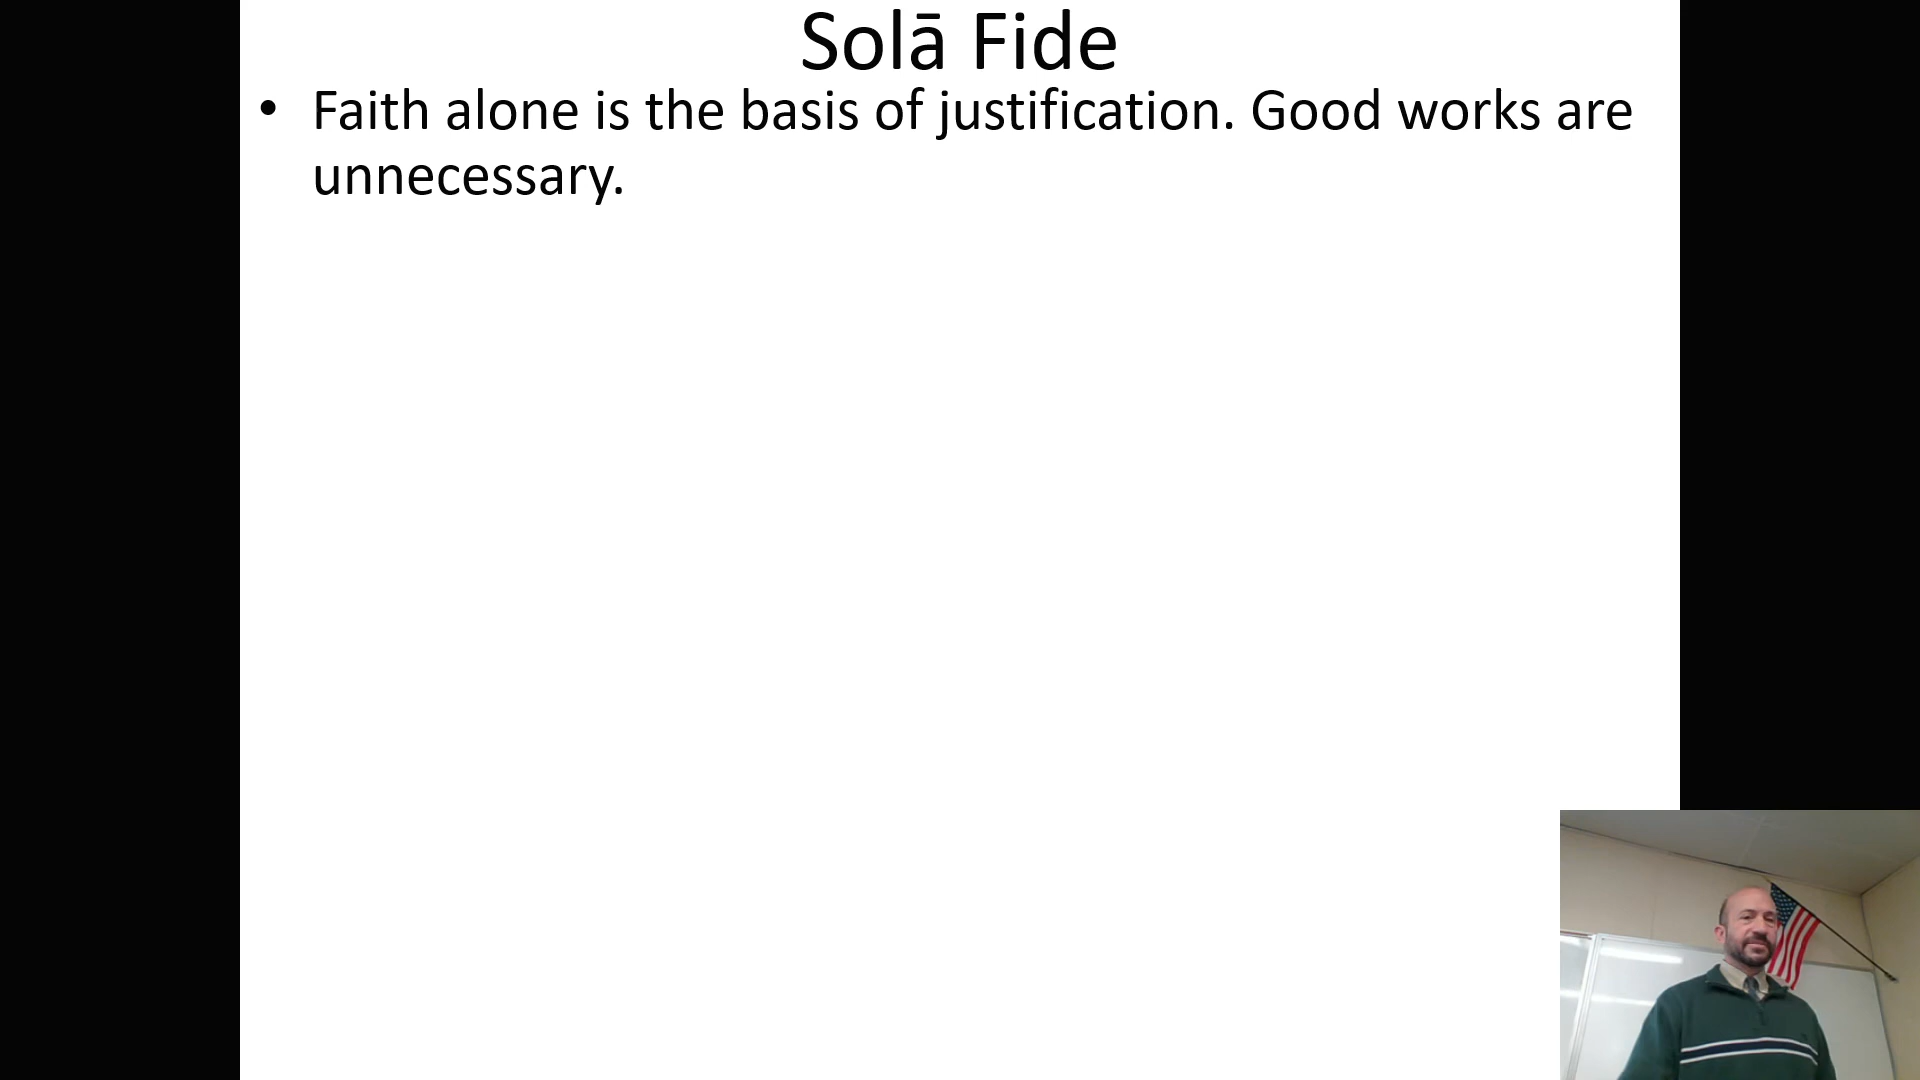 Solā Fide
• Faith alone is the basis of justification. Good works are
unnecessary.